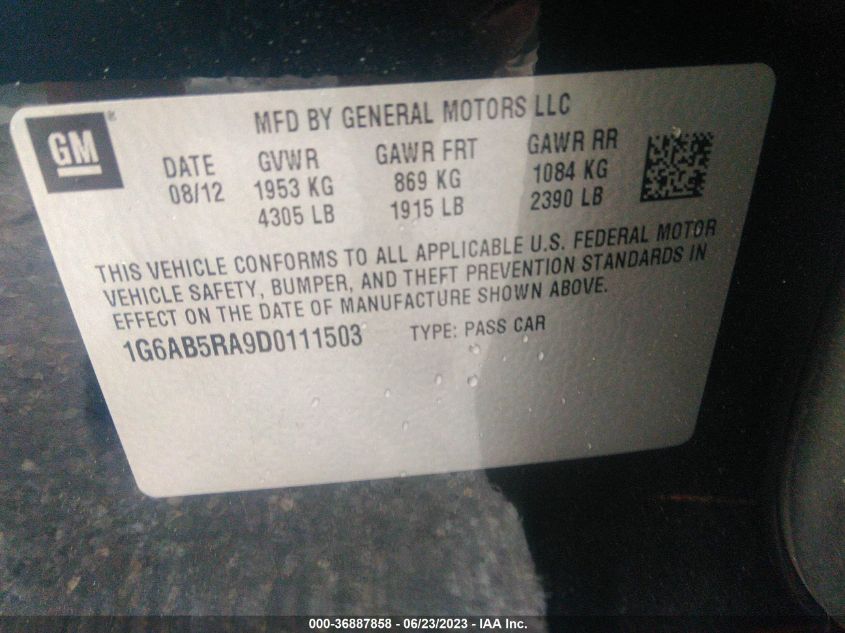 MFD BY GENERAL MOTORS LLC
GM®
DATE GVWR GAWR FRT GAWR RR
08/12 1953 KG 869 KG 1084 KG
4305 LB 1915 LB 2390 LB
THIS VEHICLE CONFORMS TO ALL APPLICABLE U.S. FEDERAL MOTOR
VEHICLE SAFETY, BUMPER, AND THEFT PREVENTION STANDARDS IN
EFFECT ON THE DATE OF MANUFACTURE SHOWN ABOVE.
1G6AB5RA9D0111503 TYPE: PASS CAR
000-36887858 - 06/23/2023 - IAA Inc.